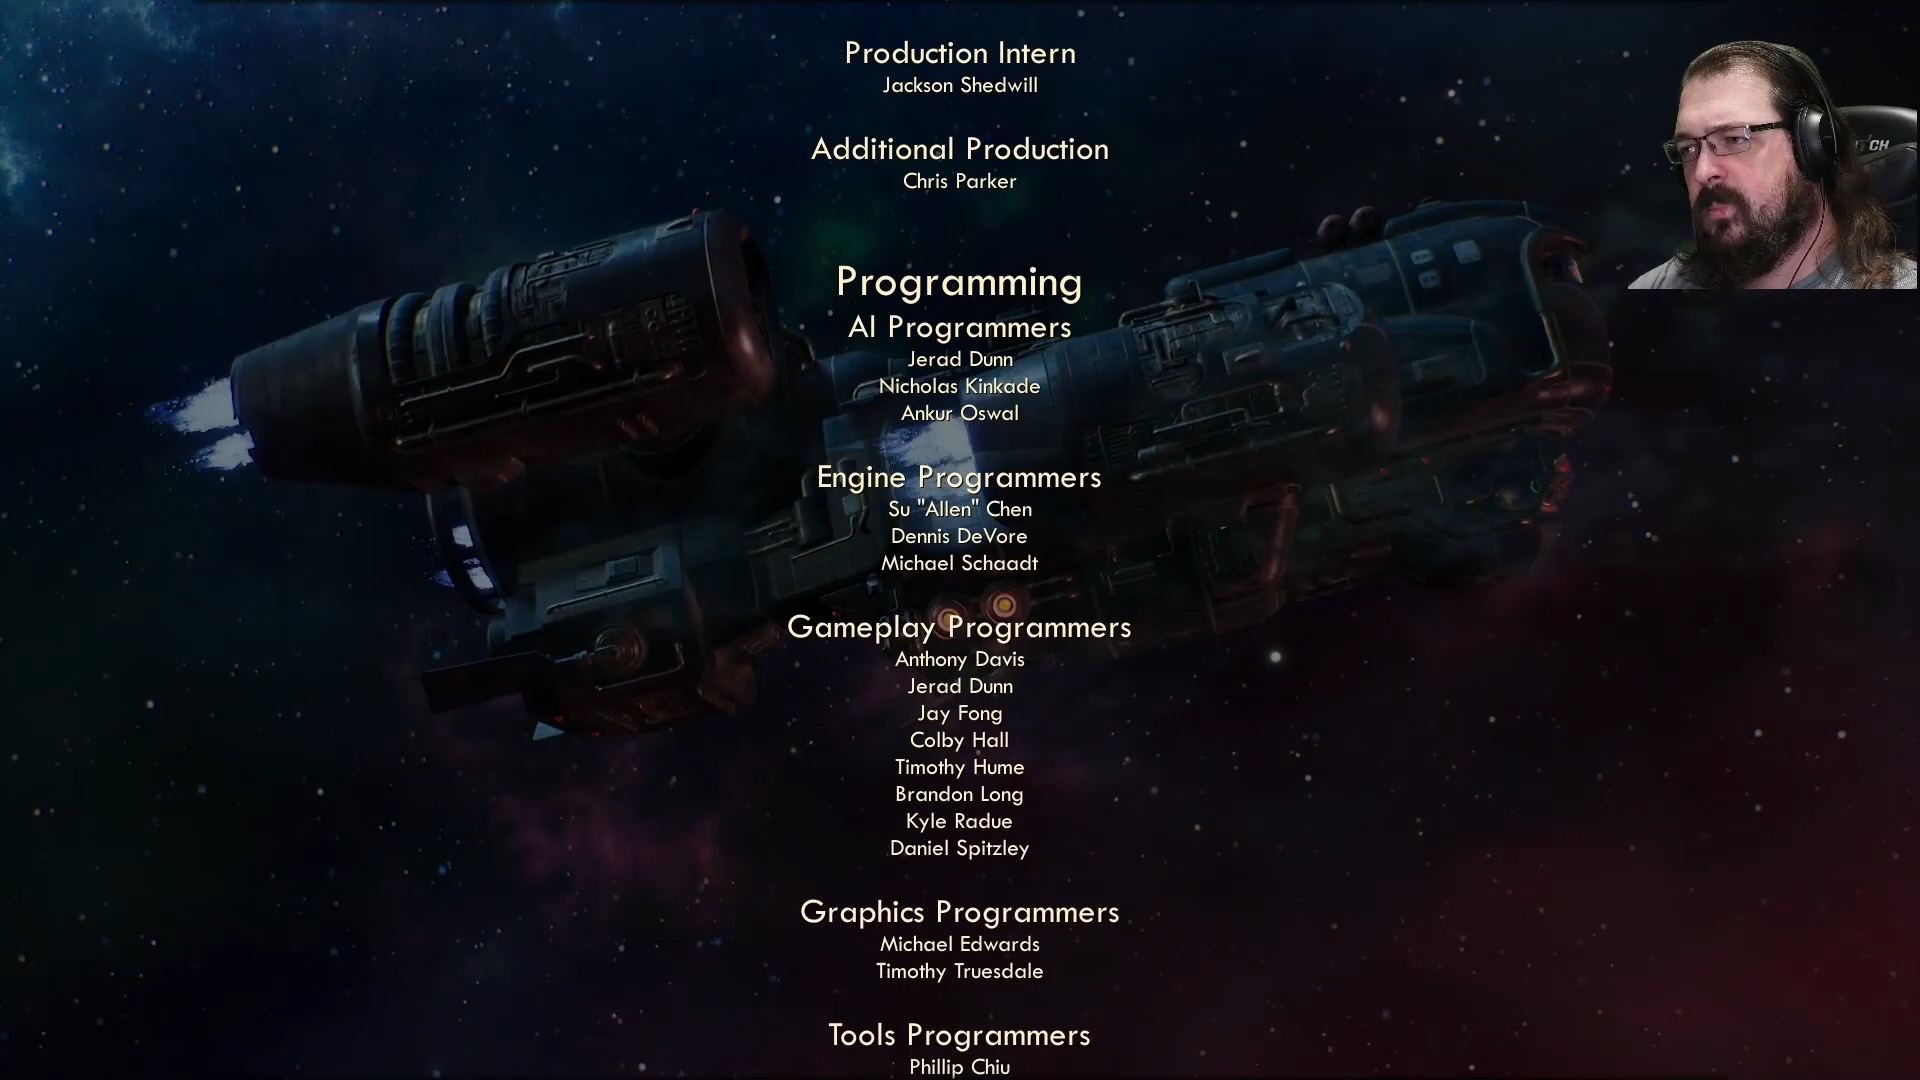 Production Intern
Jackson Shedwill
Additional Production
Chris Parker
Programming
AI Programmers
Jerad Dunn
Nicholas Kinkade
Ankur Oswal
Engine Programmers
Su "Allen" Chen
Dennis DeVore
Michael Schaadt
Gameplay Programmers
Anthony Davis
Jerad Dunn
Jay Fong
Colby Hall
Timothy Hume
Brandon Long
Kyle Radue
Daniel Spitzley
Graphics Programmers
Michael Edwards
Timothy Truesdale
Tools Programmers
Phillip Chiu